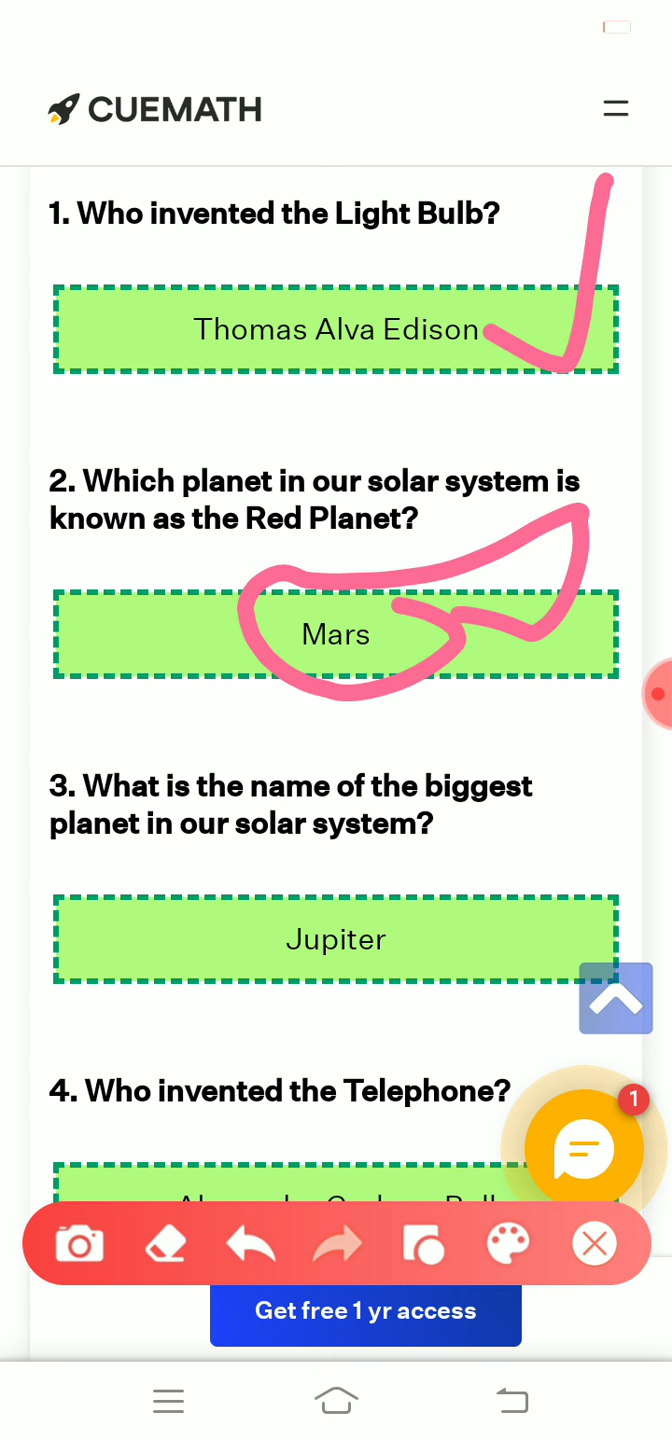 CUEMATH
1. Who invented the Light Bulb?
Thomas Alva Edison
2. Which planet in our solar system is
known as the Red Planet?
Mars
3. What is the name of the biggest
planet in our solar system?
Jupiter
4. Who invented the Telephone?
1
Get free 1 yr access